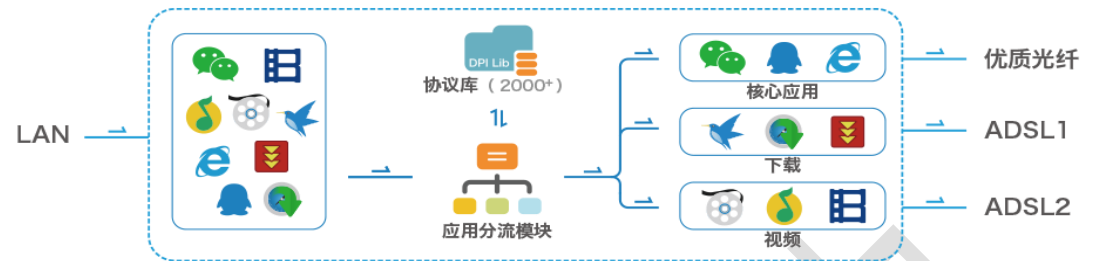 LAN
DPI Lib
协议库（2000⁺）
应用分流模块
核心应用
下载
视频
优质光纤
ADSL1
ADSL2